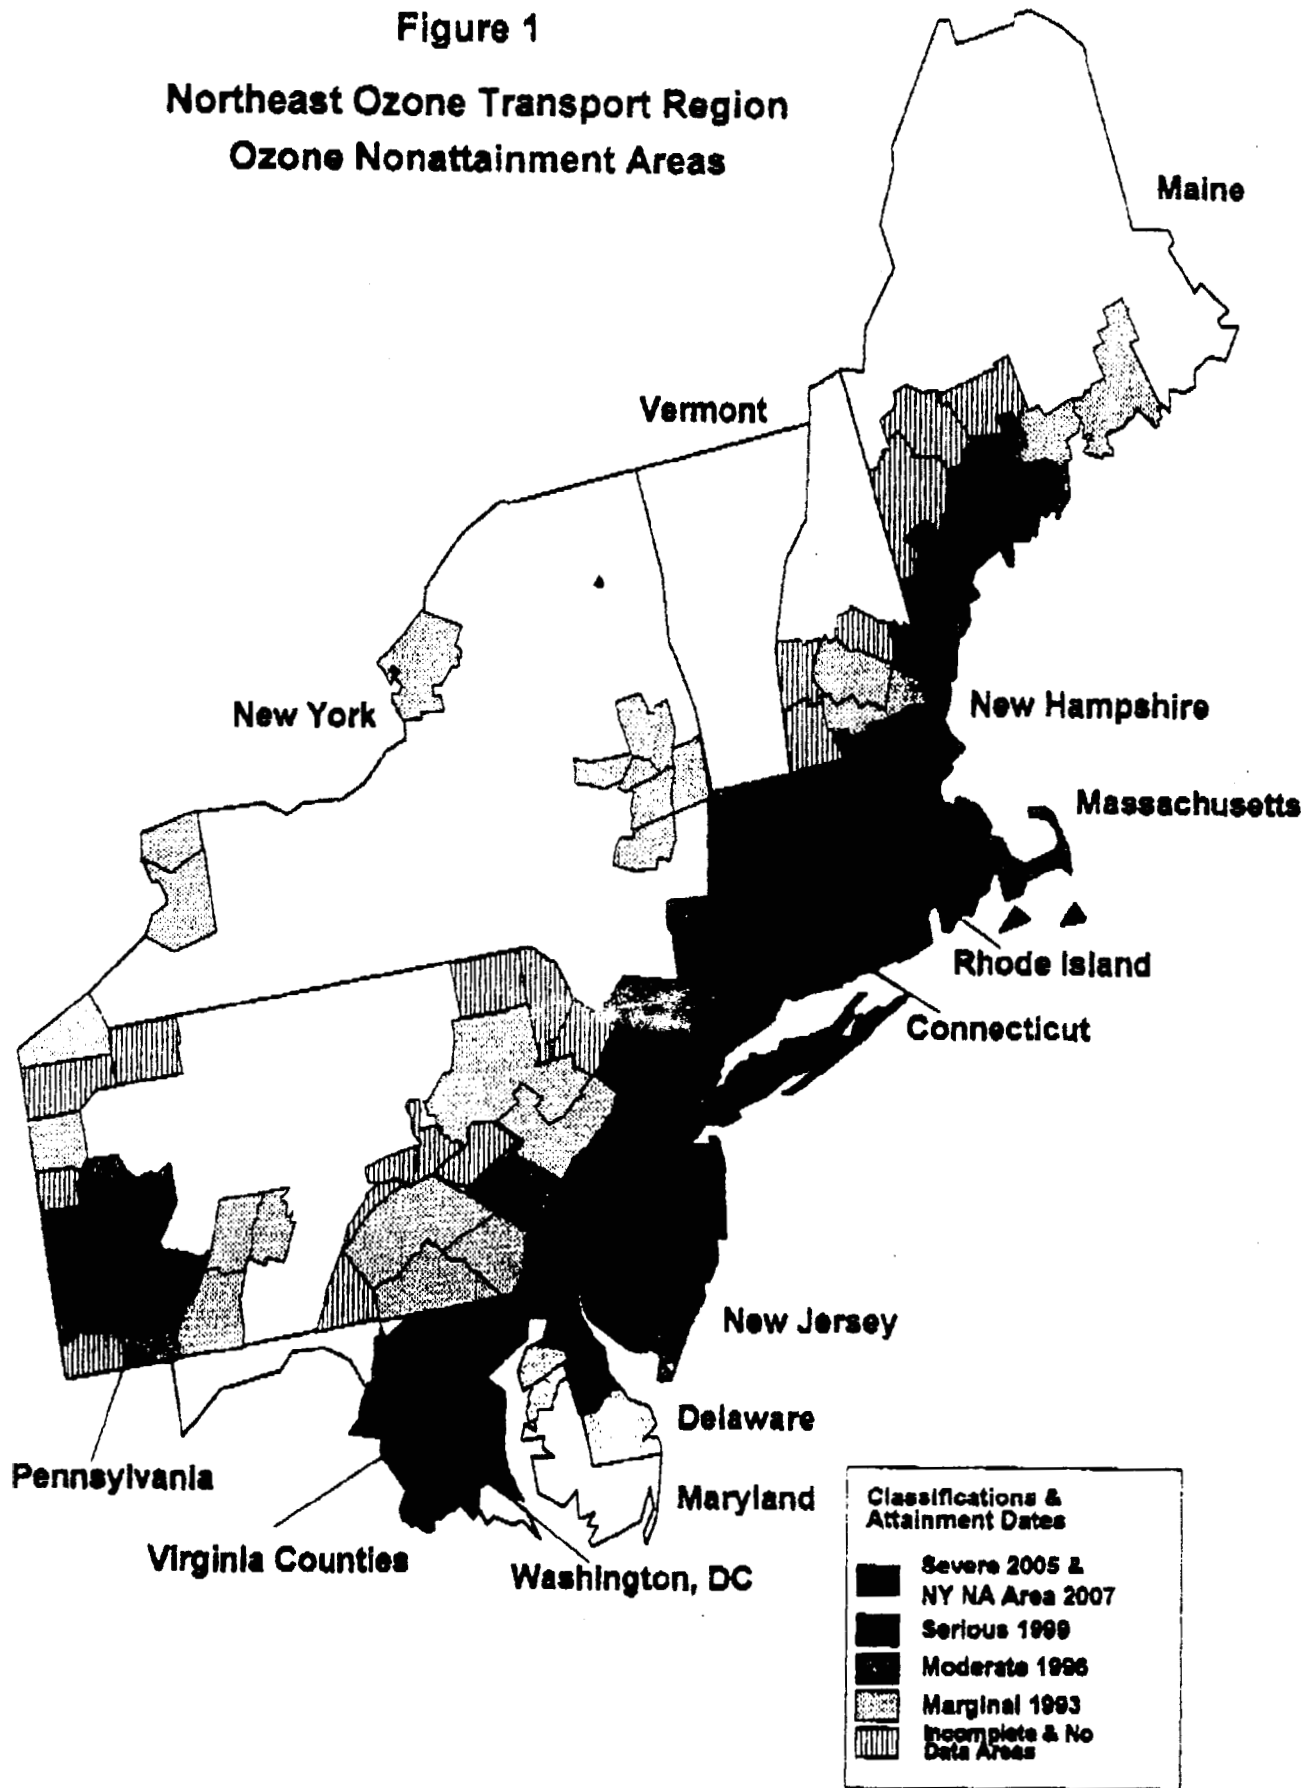 Figure 1
Northeast Ozone Transport Region
Ozone Nonattainment Areas
Maine
Vermont
New York
New Hampshire
Massachusetts
Rhode Island
Connecticut
New Jersey
Delaware
Pennsylvania
Maryland
Virginia Counties
Washington, DC
Classifications &
Attainment Dates
Severe 2005 &
NY NA Area 2007
Serious 1999
Moderate 1996
Marginal 1993
Incomplete & No
Data Areas